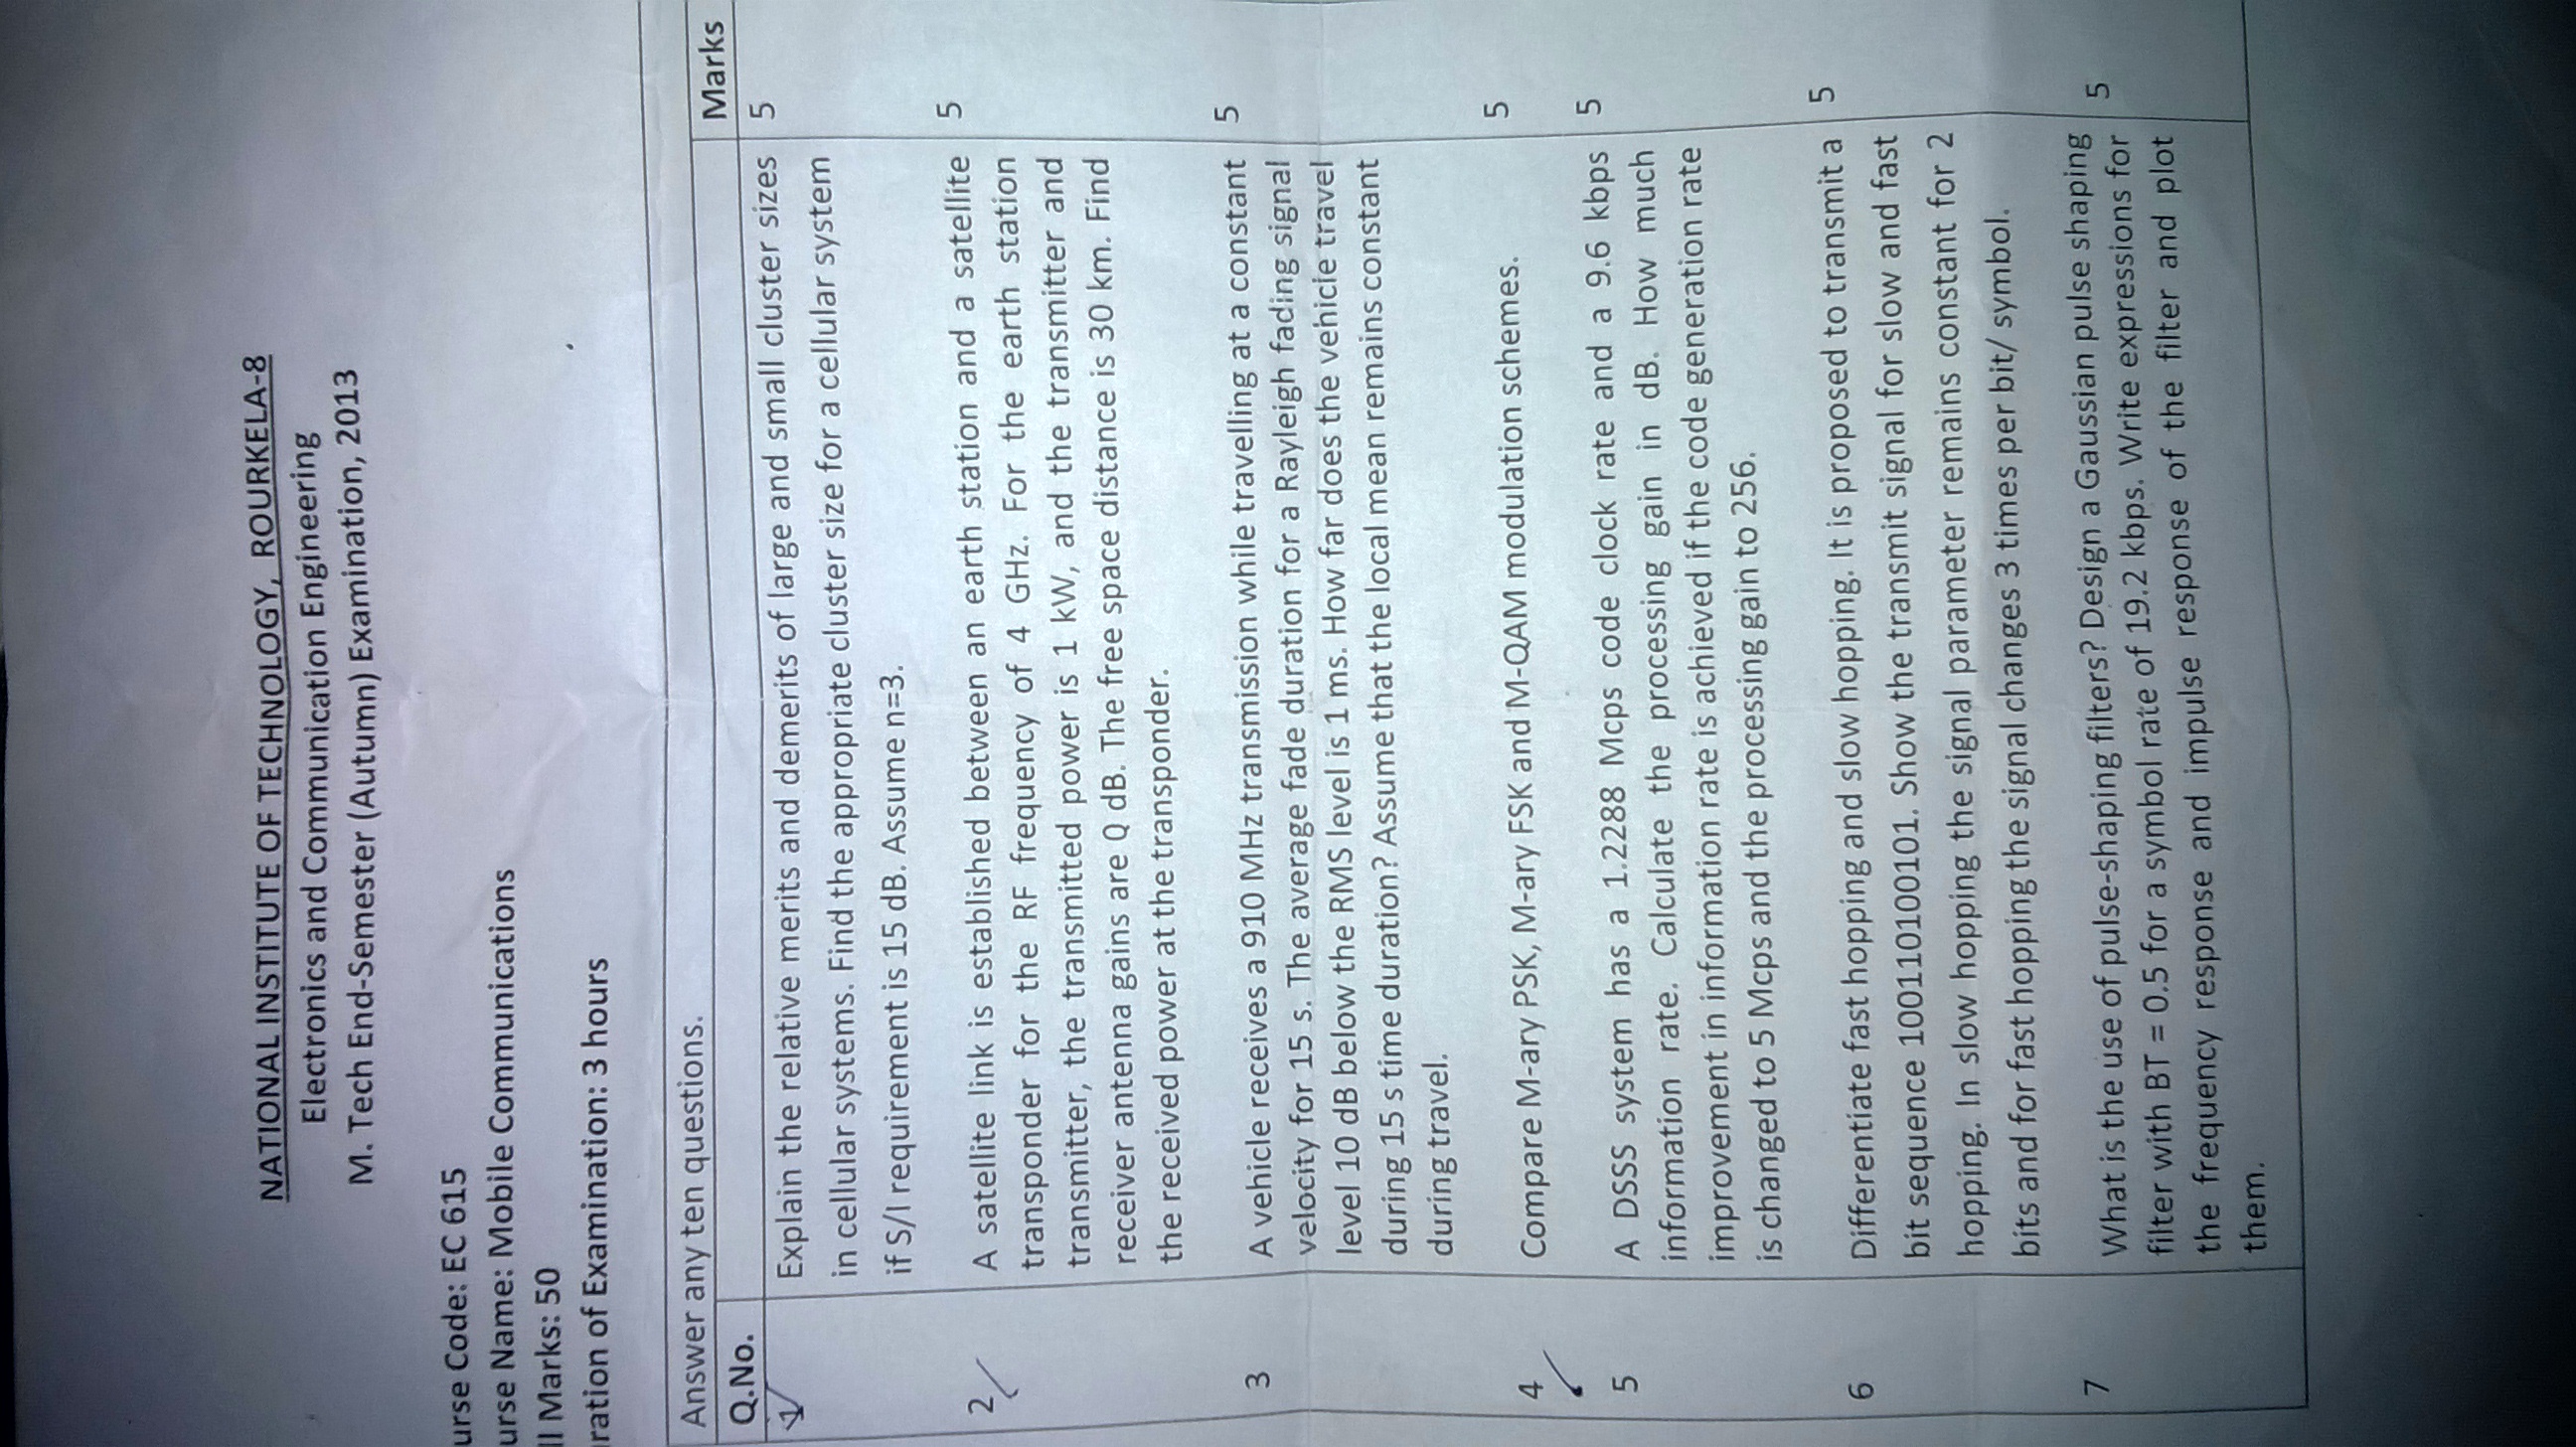 NATIONAL INSTITUTE OF TECHNOLOGY, ROURKELA-8
Electronics and Communication Engineering
M. Tech End-Semester (Autumn) Examination, 2013
urse Code: EC 615
urse Name: Mobile Communications
ll Marks: 50
ration of Examination: 3 hours
Answer any ten questions.
Q.No. Marks
1 Explain the relative merits and demerits of large and small cluster sizes 5
in cellular systems. Find the appropriate cluster size for a cellular system
if S/I requirement is 15 dB. Assume n=3.
2 A satellite link is established between an earth station and a satellite 5
transponder for the RF frequency of 4 GHz. For the earth station
transmitter, the transmitted power is 1 kW, and the transmitter and
receiver antenna gains are Q dB. The free space distance is 30 km. Find
the received power at the transponder.
3 A vehicle receives a 910 MHz transmission while travelling at a constant 5
velocity for 15 s. The average fade duration for a Rayleigh fading signal
level 10 dB below the RMS level is 1 ms. How far does the vehicie travel
during 15 s time duration? Assume that the local mean remains constant
during travel.
4 Compare M-ary PSK, M-ary FSK and M-QAM modulation schemes. 5
5 A DSSS system has a 1.2288 Mcps code clock rate and a 9.6 kbps 5
information rate. Calculate the processing gain in dB. How much
improvement in information rate is achieved if the code generation rate
is changed to 5 Mcps and the processing gain to 256.
6 Differentiate fast hopping and slow hopping. It is proposed to transmit a 5
bit sequence 1001101000101. Show the transmit signal for slow and fast
hopping. In slow hopping the signal parameter remains constant for 2
bits and for fast hopping the signal changes 3 times per bit/ symbol.
7 What is the use of pulse-shaping filters? Design a Gaussian pulse shaping 5
filter with BT = 0.5 for a symbol rate of 19.2 kbps. Write expressions for
the frequency response and impulse response of the filter and plot
them.